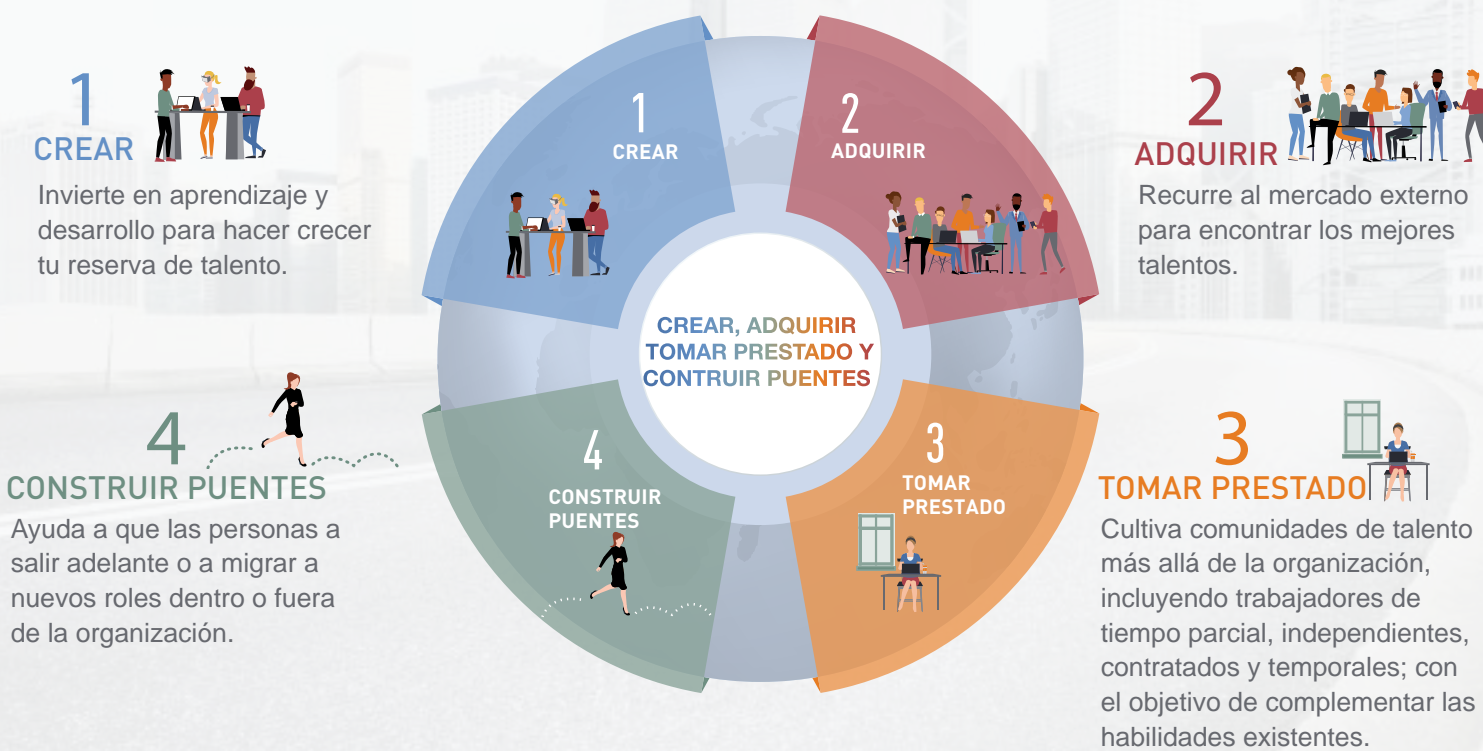 1
CREAR
Invierte en aprendizaje y
desarrollo para hacer crecer
tu reserva de talento.
1
CREAR
2
ADQUIRIR
2
ADQUIRIR
Recurre al mercado externo
para encontrar los mejores
talentos.
CREAR, ADQUIRIR
TOMAR PRESTADO Y
CONTRUIR PUENTES
4
CONSTRUIR PUENTES
Ayuda a que las personas a
salir adelante o a migrar a
nuevos roles dentro o fuera
de la organización.
4
CONSTRUIR
PUENTES
3
TOMAR
PRESTADO
3
TOMAR PRESTADO
Cultiva comunidades de talento
más allá de la organización,
incluyendo trabajadores de
tiempo parcial, independientes,
contratados y temporales; con
el objetivo de complementar las
habilidades existentes.